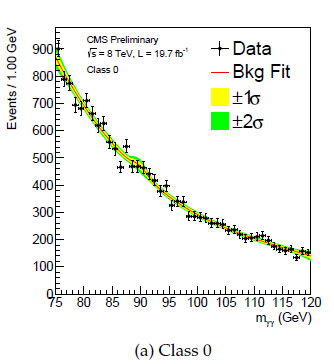 CMS Preliminary
√s = 8 TeV, L = 19.7 fb⁻¹
Class 0
Data
Bkg Fit
±1σ
±2σ
Events / 1.00 GeV
900
800
700
600
500
400
300
200
100
0
75 80 85 90 95 100 105 110 115 120
mγγ (GeV)
(a) Class 0